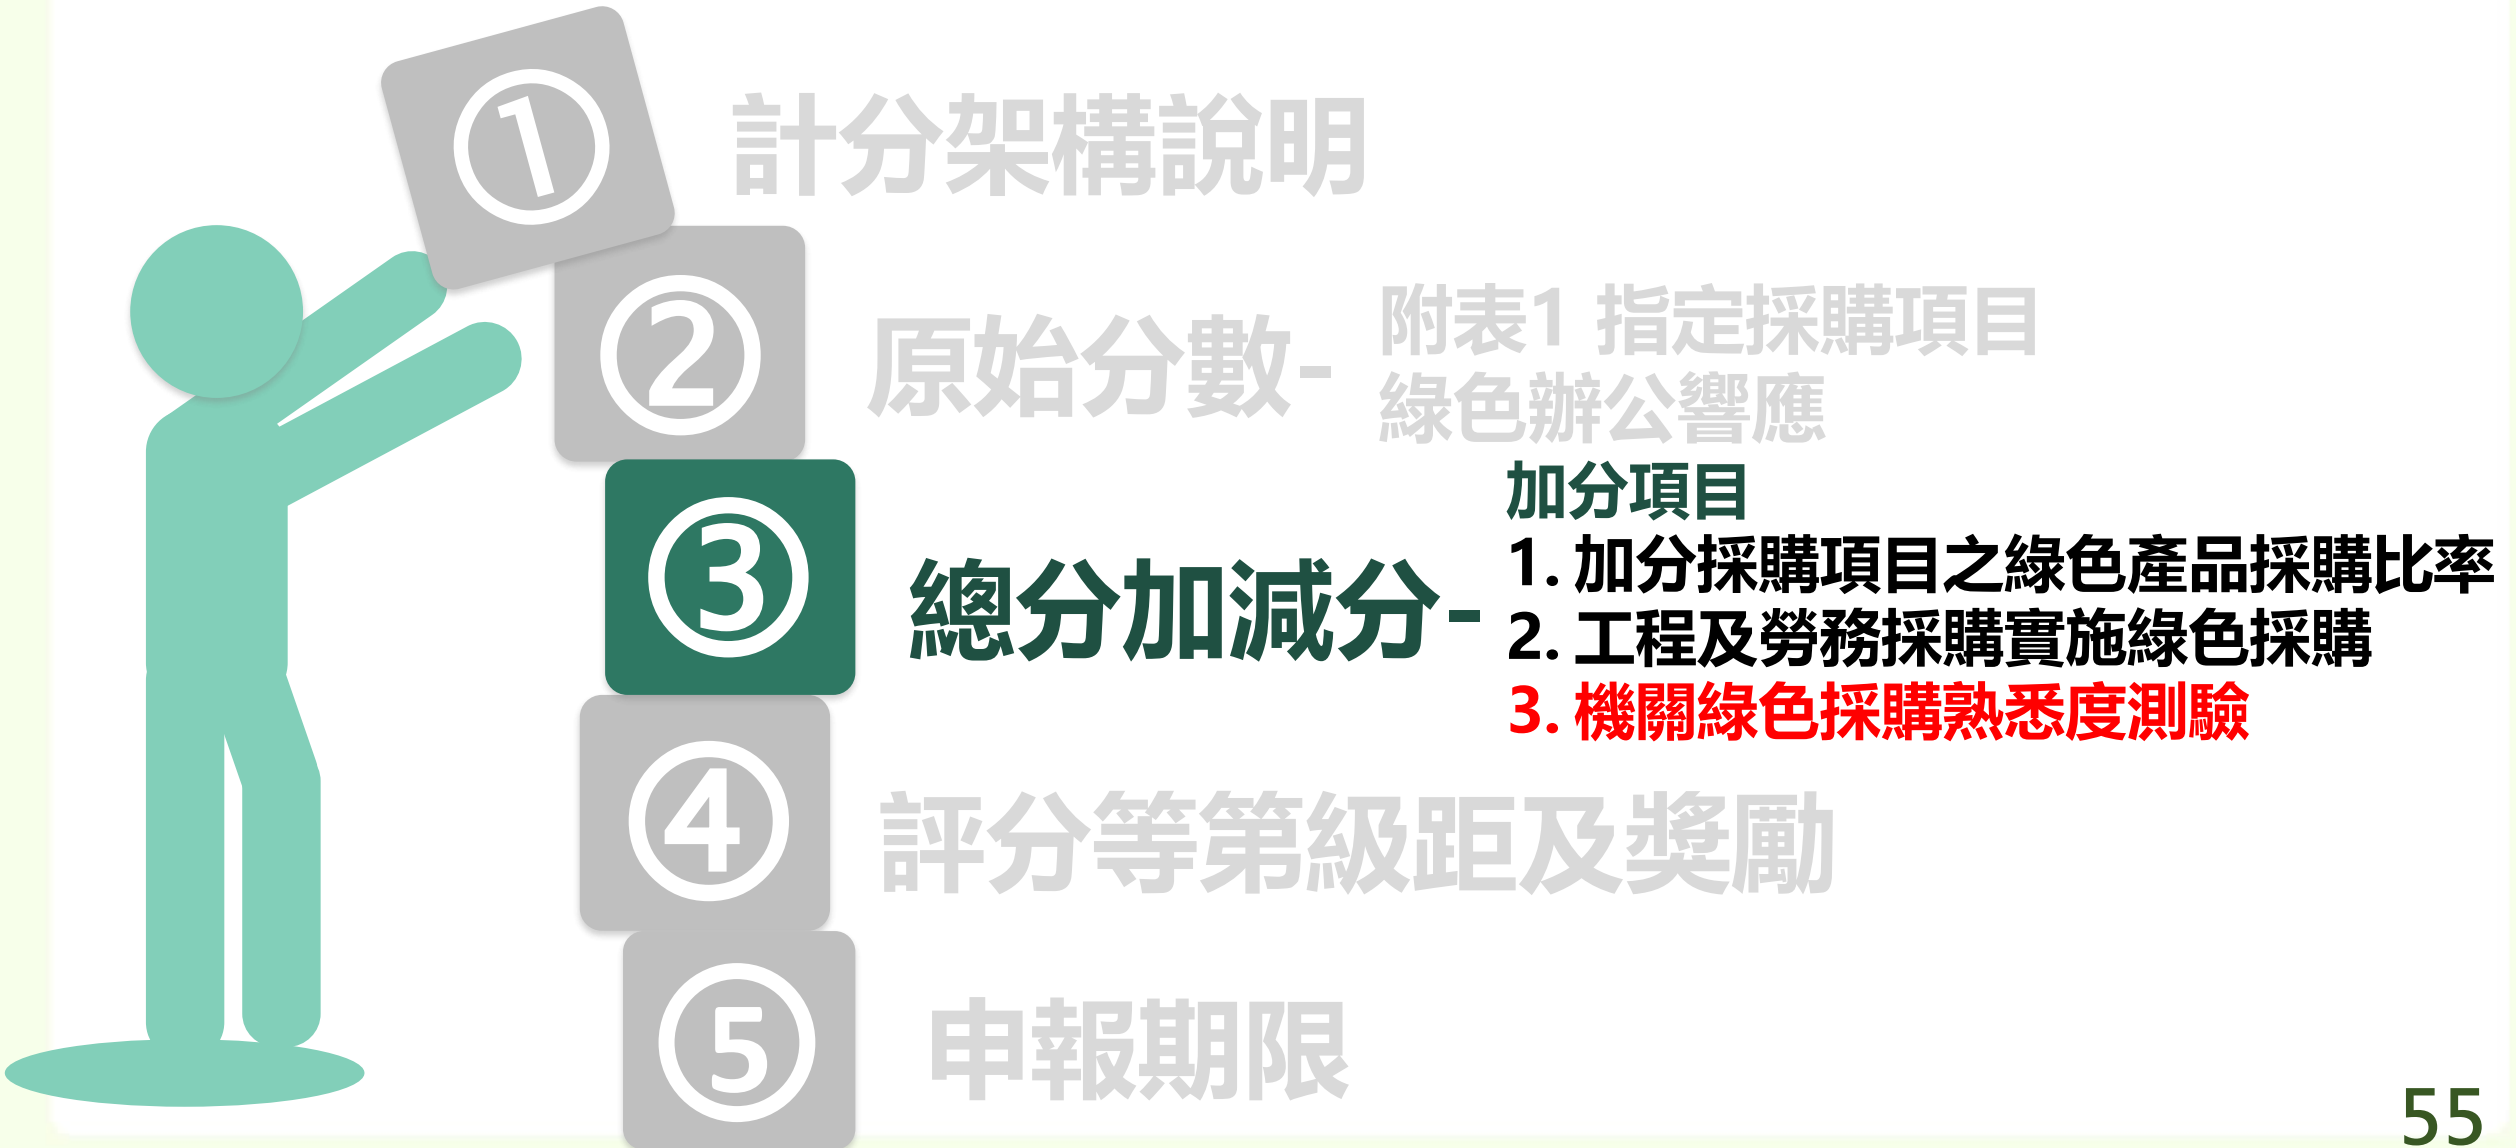 ① 計分架構說明
② 原始分數- 附表1 指定採購項目
綠色辦公響應
③ 總分加減分-
加分項目
1. 加分採購項目之綠色產品採購比率
2. 工程及勞務採購實施綠色採購
3. 機關綠色採購熟悉度測驗
④ 評分等第級距及獎勵
⑤ 申報期限
55